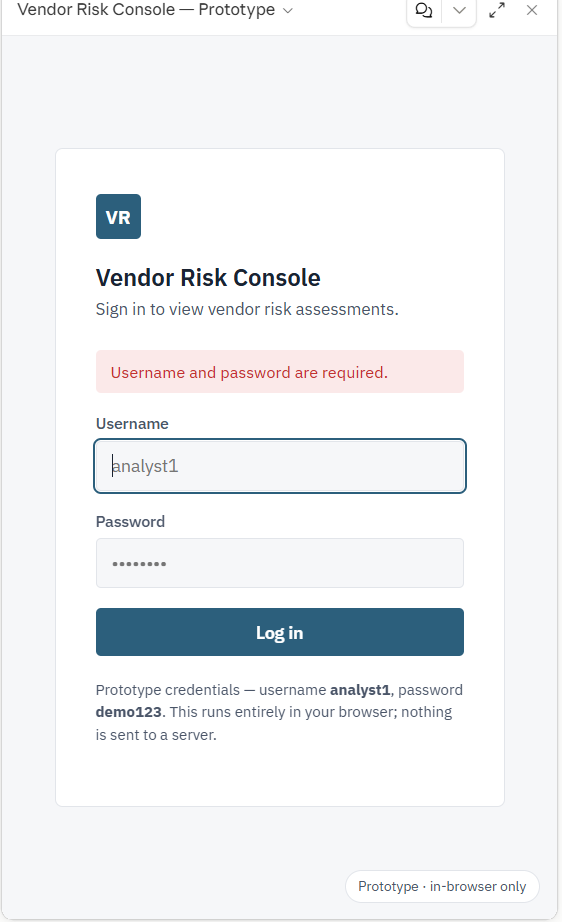 Vendor Risk Console — Prototype
VR
Vendor Risk Console
Sign in to view vendor risk assessments.
Username and password are required.
Username
analyst1
Password
••••••••
Log in
Prototype credentials — username analyst1, password
demo123. This runs entirely in your browser; nothing
is sent to a server.
Prototype · in-browser only